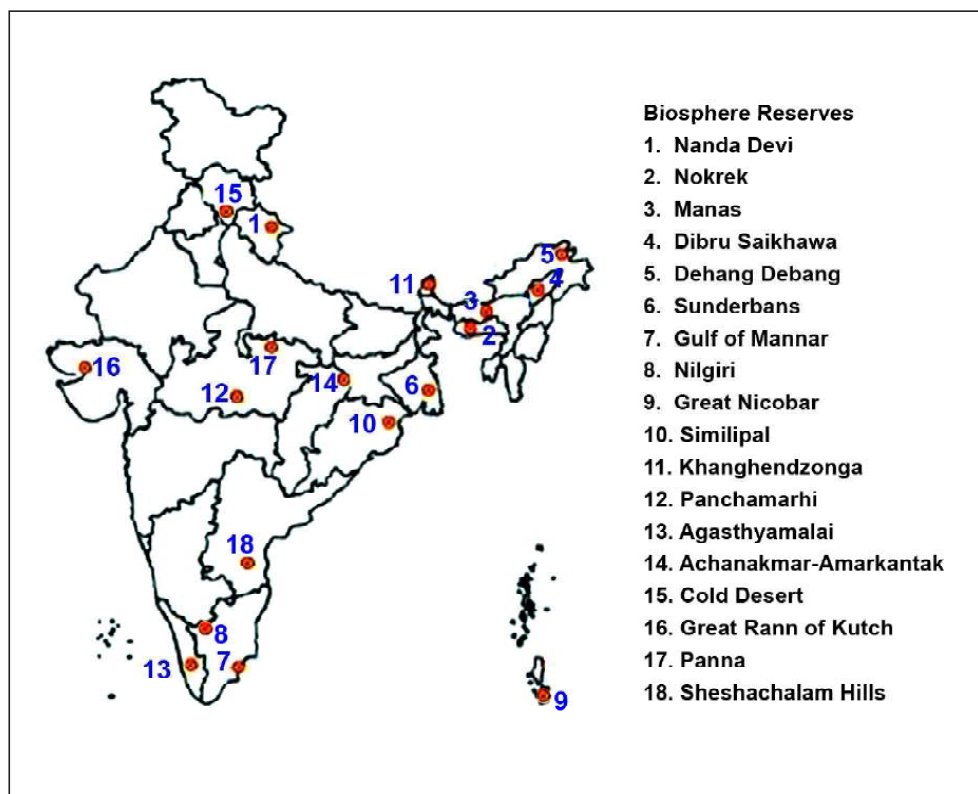 Biosphere Reserves
1. Nanda Devi
2. Nokrek
3. Manas
4. Dibru Saikhawa
5. Dehang Debang
6. Sunderbans
7. Gulf of Mannar
8. Nilgiri
9. Great Nicobar
10. Similipal
11. Khanghendzonga
12. Panchamarhi
13. Agasthyamalai
14. Achanakmar-Amarkantak
15. Cold Desert
16. Great Rann of Kutch
17. Panna
18. Sheshachalam Hills
15
1
5
11
4
3
2
17
16
14
12
6
10
18
8
13
7
9